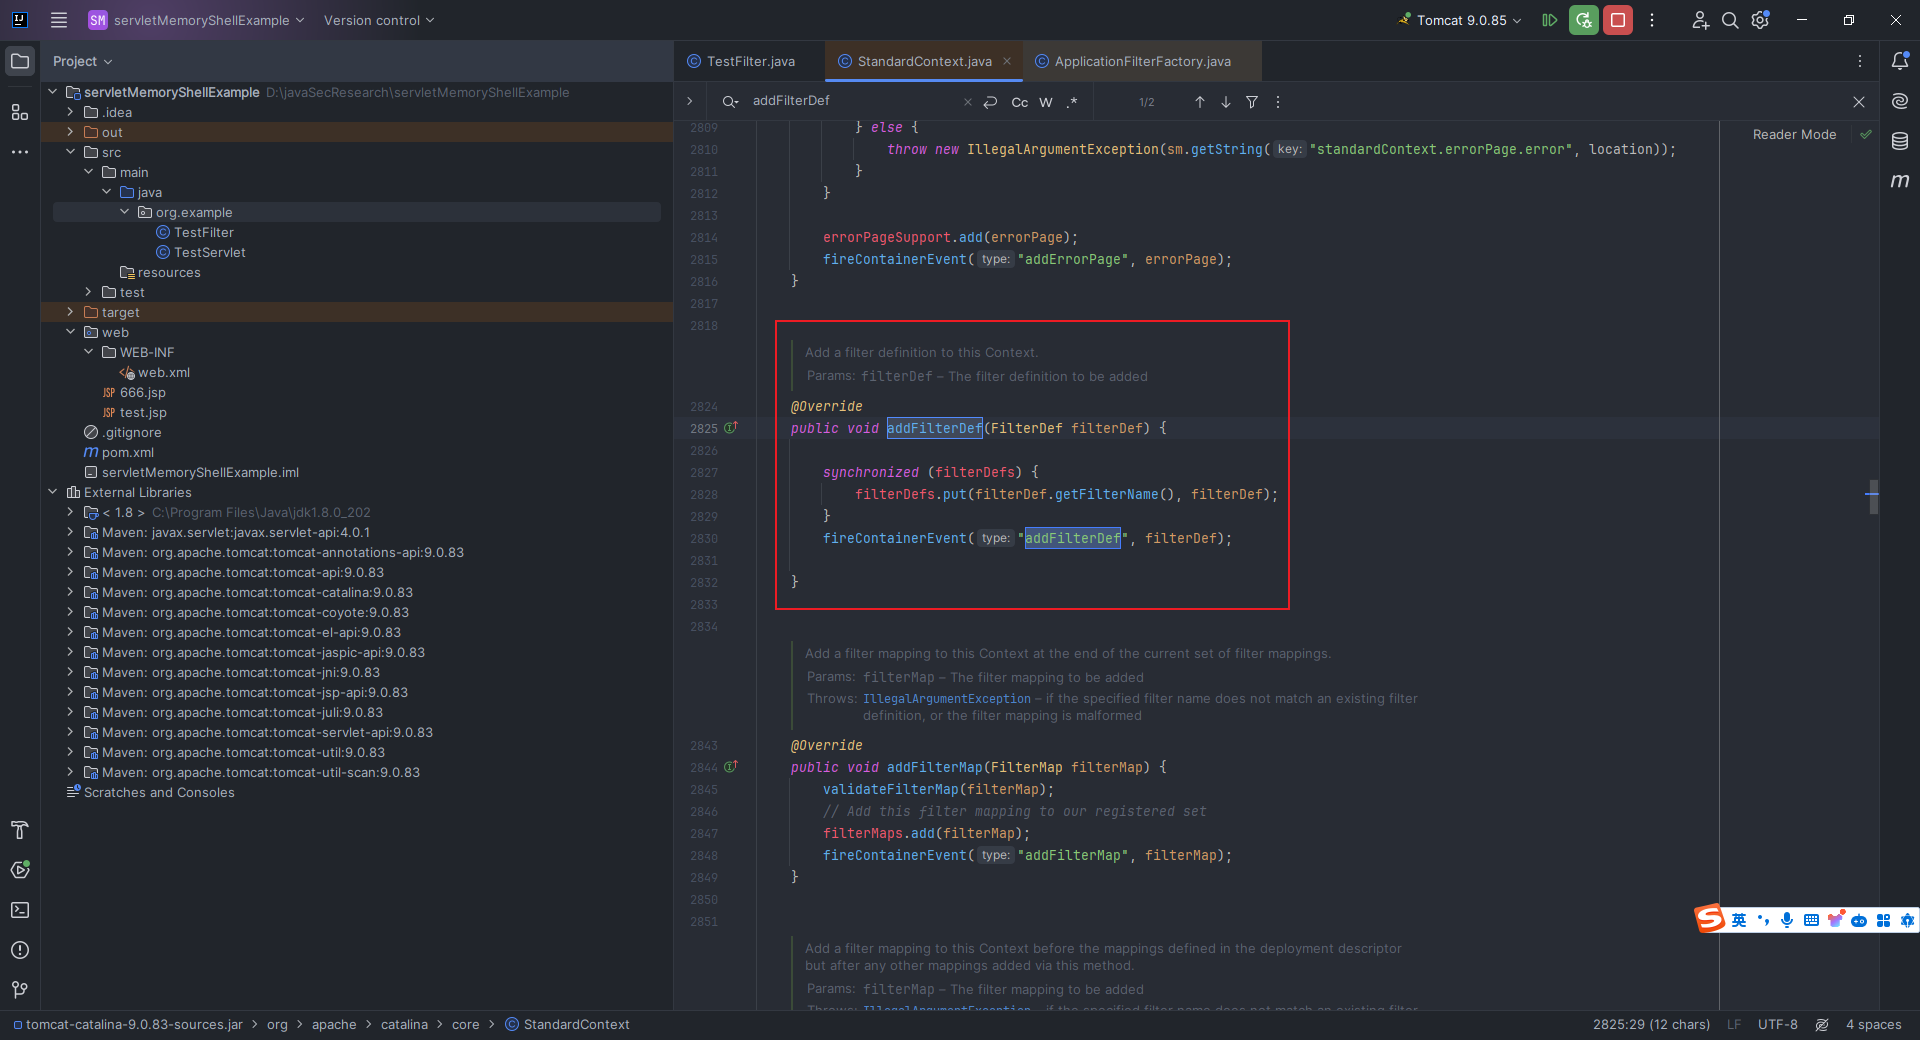 SM servletMemoryShellExample Version control Tomcat 9.0.85
Project
TestFilter.java StandardContext.java ApplicationFilterFactory.java
addFilterDef Cc W .* 1/2
Reader Mode
servletMemoryShellExample D:\javaSecResearch\servletMemoryShellExample
.idea
out
src
main
java
org.example
TestFilter
TestServlet
resources
test
target
web
WEB-INF
web.xml
JSP 666.jsp
JSP test.jsp
.gitignore
m pom.xml
servletMemoryShellExample.iml
External Libraries
< 1.8 > C:\Program Files\Java\jdk1.8.0_202
Maven: javax.servlet:javax.servlet-api:4.0.1
Maven: org.apache.tomcat:tomcat-annotations-api:9.0.83
Maven: org.apache.tomcat:tomcat-api:9.0.83
Maven: org.apache.tomcat:tomcat-catalina:9.0.83
Maven: org.apache.tomcat:tomcat-coyote:9.0.83
Maven: org.apache.tomcat:tomcat-el-api:9.0.83
Maven: org.apache.tomcat:tomcat-jaspic-api:9.0.83
Maven: org.apache.tomcat:tomcat-jni:9.0.83
Maven: org.apache.tomcat:tomcat-jsp-api:9.0.83
Maven: org.apache.tomcat:tomcat-juli:9.0.83
Maven: org.apache.tomcat:tomcat-servlet-api:9.0.83
Maven: org.apache.tomcat:tomcat-util:9.0.83
Maven: org.apache.tomcat:tomcat-util-scan:9.0.83
Scratches and Consoles
2809 } else {
2810 throw new IllegalArgumentException(sm.getString( key: "standardContext.errorPage.error", location));
2811 }
2812 }
2813
2814 errorPageSupport.add(errorPage);
2815 fireContainerEvent( type: "addErrorPage", errorPage);
2816 }
2817
2818
Add a filter definition to this Context.
Params: filterDef – The filter definition to be added
2824 @Override
2825 public void addFilterDef(FilterDef filterDef) {
2826
2827 synchronized (filterDefs) {
2828 filterDefs.put(filterDef.getFilterName(), filterDef);
2829 }
2830 fireContainerEvent( type: "addFilterDef", filterDef);
2831
2832 }
2833
2834
Add a filter mapping to this Context at the end of the current set of filter mappings.
Params: filterMap – The filter mapping to be added
Throws: IllegalArgumentException – if the specified filter name does not match an existing filter
definition, or the filter mapping is malformed
2843 @Override
2844 public void addFilterMap(FilterMap filterMap) {
2845 validateFilterMap(filterMap);
2846 // Add this filter mapping to our registered set
2847 filterMaps.add(filterMap);
2848 fireContainerEvent( type: "addFilterMap", filterMap);
2849 }
2850
2851
Add a filter mapping to this Context before the mappings defined in the deployment descriptor
but after any other mappings added via this method.
Params: filterMap – The filter mapping to be added
Throws: IllegalArgumentException – if the specified filter name does not match an existing filter
m
S 英
tomcat-catalina-9.0.83-sources.jar > org > apache > catalina > core > StandardContext 2825:29 (12 chars) LF UTF-8 4 spaces